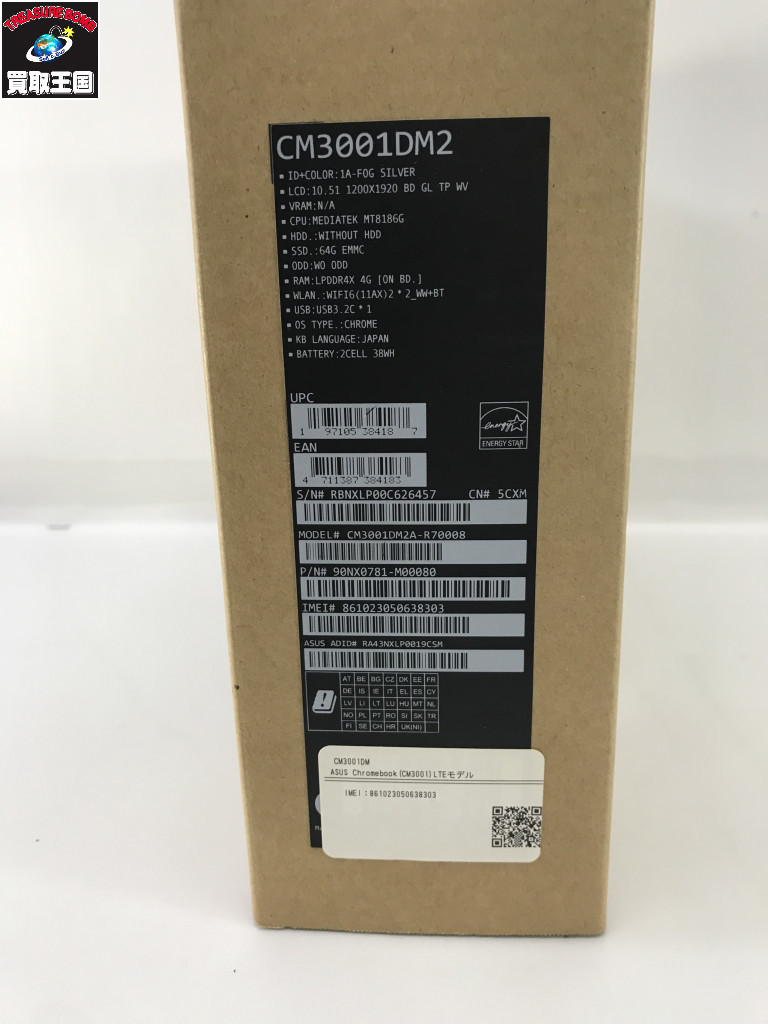 TAKARAJIMABOMB
買取王国
CM3001DM2
ID+COLOR:1A-FOG SILVER
LCD:10.51 1200X1920 BD GL TP WV
VRAM:N/A
CPU:MEDIATEK MT8186G
HDD.:WITHOUT HDD
SSD.:64G EMMC
ODD:WO ODD
RAM:LPDDR4X 4G [ON BD.]
WLAN.:WIFI6(11AX)2*2_WW+BT
USB:USB3.2C*1
OS TYPE.:CHROME
KB LANGUAGE:JAPAN
BATTERY:2CELL 38WH
UPC
1 97105 38418 7
energy
ENERGY STAR
EAN
4 711387 384183
S/N# RBNXLP00C626457 CN# 5CXM
MODEL# CM3001DM2A-R70008
P/N# 90NX0781-M00080
IMEI# 861023050638303
ASUS ADID# RA43NXLP0019CSM
AT BE BG CZ DK EE FR
DE IS IE IT EL ES CY
LV LI LT LU HU MT NL
NO PL PT RO SI SK TR
FI SE CH HR UK(NI)
CM3001DM
ASUS Chromebook(CM3001)LTEモデル
IMEI:861023050638303